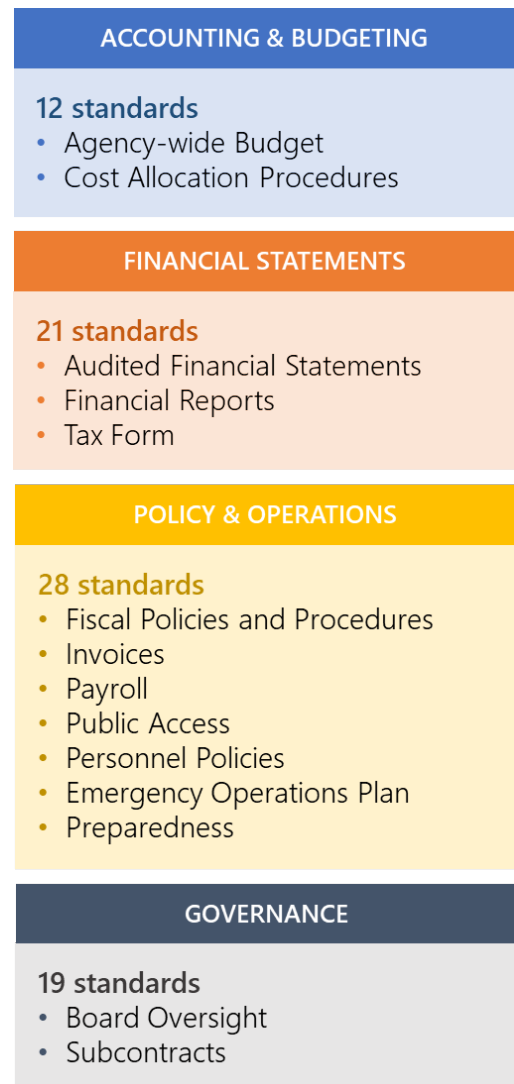 ACCOUNTING & BUDGETING
12 standards
• Agency-wide Budget
• Cost Allocation Procedures
FINANCIAL STATEMENTS
21 standards
• Audited Financial Statements
• Financial Reports
• Tax Form
POLICY & OPERATIONS
28 standards
• Fiscal Policies and Procedures
• Invoices
• Payroll
• Public Access
• Personnel Policies
• Emergency Operations Plan
• Preparedness
GOVERNANCE
19 standards
• Board Oversight
• Subcontracts